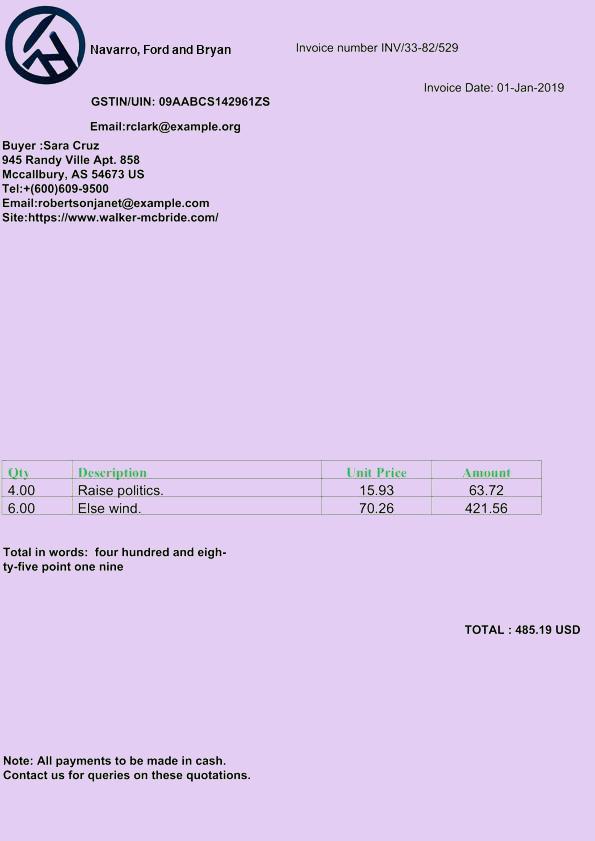 Navarro, Ford and Bryan
Invoice number INV/33-82/529
Invoice Date: 01-Jan-2019
GSTIN/UIN: 09AABCS142961ZS
Email:rclark@example.org
Buyer :Sara Cruz
945 Randy Ville Apt. 858
Mccallbury, AS 54673 US
Tel:+(600)609-9500
Email:robertsonjanet@example.com
Site:https://www.walker-mcbride.com/
Qty Description Unit Price Amount
4.00 Raise politics. 15.93 63.72
6.00 Else wind. 70.26 421.56
Total in words: four hundred and eigh-
ty-five point one nine
TOTAL : 485.19 USD
Note: All payments to be made in cash.
Contact us for queries on these quotations.